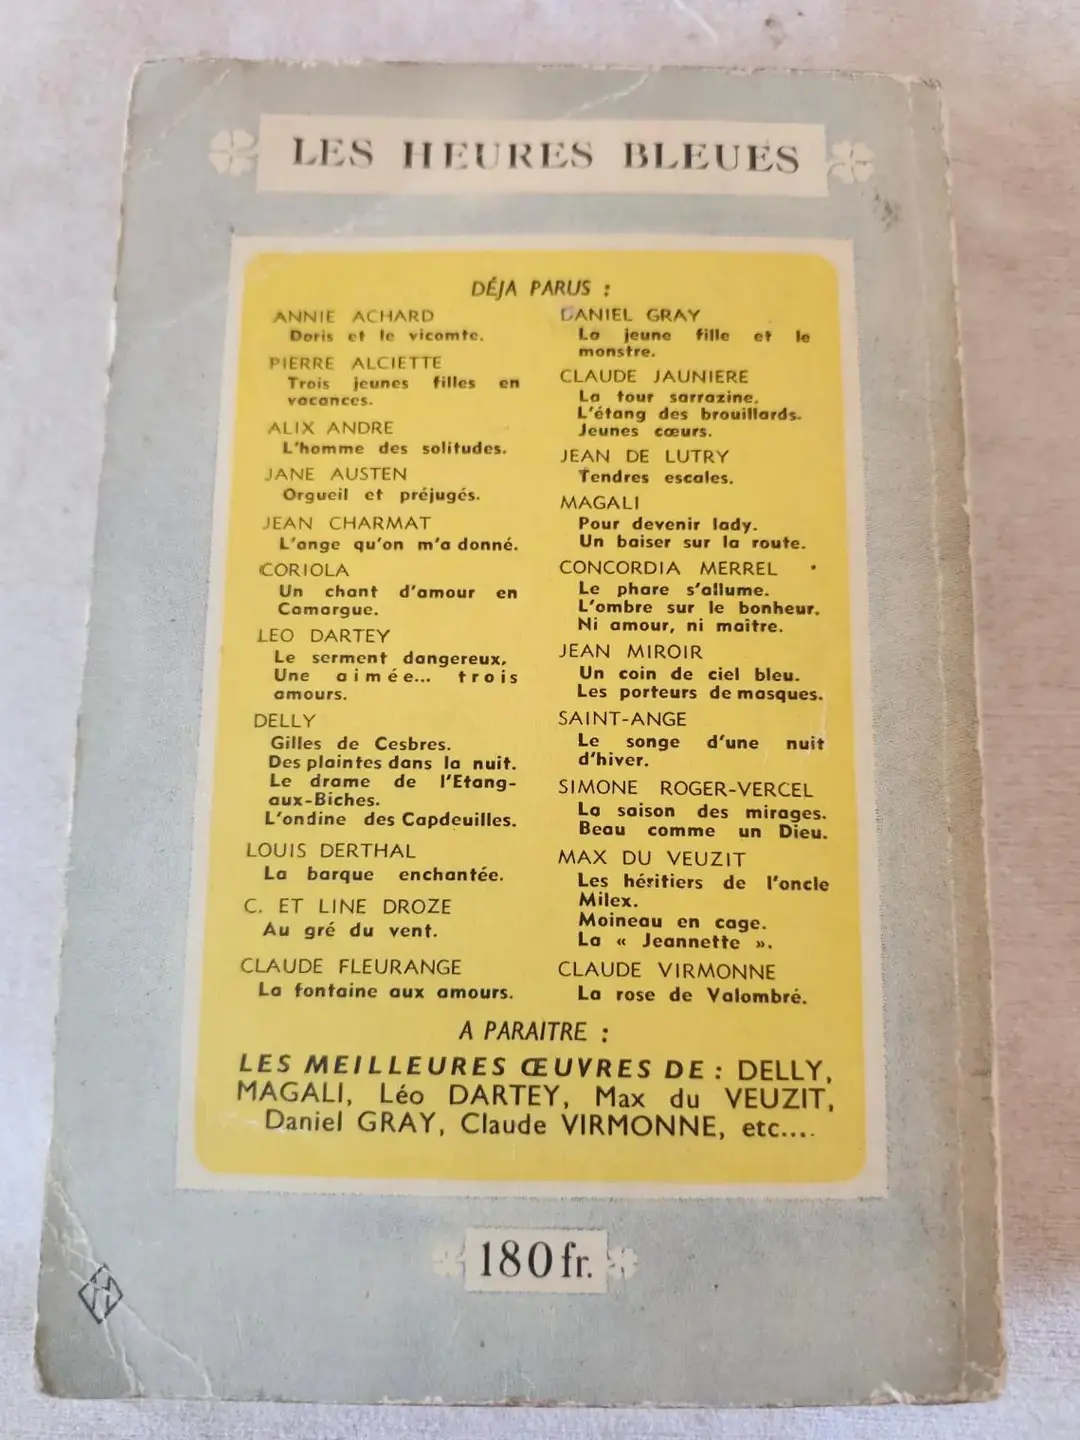 LES HEURES BLEUES
DÉJA PARUS :
ANNIE ACHARD
Doris et le vicomte.
PIERRE ALCIETTE
Trois jeunes filles en
vacances.
ALIX ANDRE
L'homme des solitudes.
JANE AUSTEN
Orgueil et préjugés.
JEAN CHARMAT
L'ange qu'on m'a donné.
CORIOLA
Un chant d'amour en
Camargue.
LEO DARTEY
Le serment dangereux.
Une aimée... trois
amours.
DELLY
Gilles de Cesbres.
Des plaintes dans la nuit.
Le drame de l'Etang-
aux-Biches.
L'ondine des Capdeuilles.
LOUIS DERTHAL
La barque enchantée.
C. ET LINE DROZE
Au gré du vent.
CLAUDE FLEURANGE
La fontaine aux amours.
DANIEL GRAY
La jeune fille et le
monstre.
CLAUDE JAUNIERE
La tour sarrazine.
L'étang des brouillards.
Jeunes cœurs.
JEAN DE LUTRY
Tendres escales.
MAGALI
Pour devenir lady.
Un baiser sur la route.
CONCORDIA MERREL
Le phare s'allume.
L'ombre sur le bonheur.
Ni amour, ni maître.
JEAN MIROIR
Un coin de ciel bleu.
Les porteurs de masques.
SAINT-ANGE
Le songe d'une nuit
d'hiver.
SIMONE ROGER-VERCEL
La saison des mirages.
Beau comme un Dieu.
MAX DU VEUZIT
Les héritiers de l'oncle
Milex.
Moineau en cage.
La « Jeannette ».
CLAUDE VIRMONNE
La rose de Valombré.
A PARAITRE :
LES MEILLEURES ŒUVRES DE : DELLY,
MAGALI, Léo DARTEY, Max du VEUZIT,
Daniel GRAY, Claude VIRMONNE, etc....
180 fr.